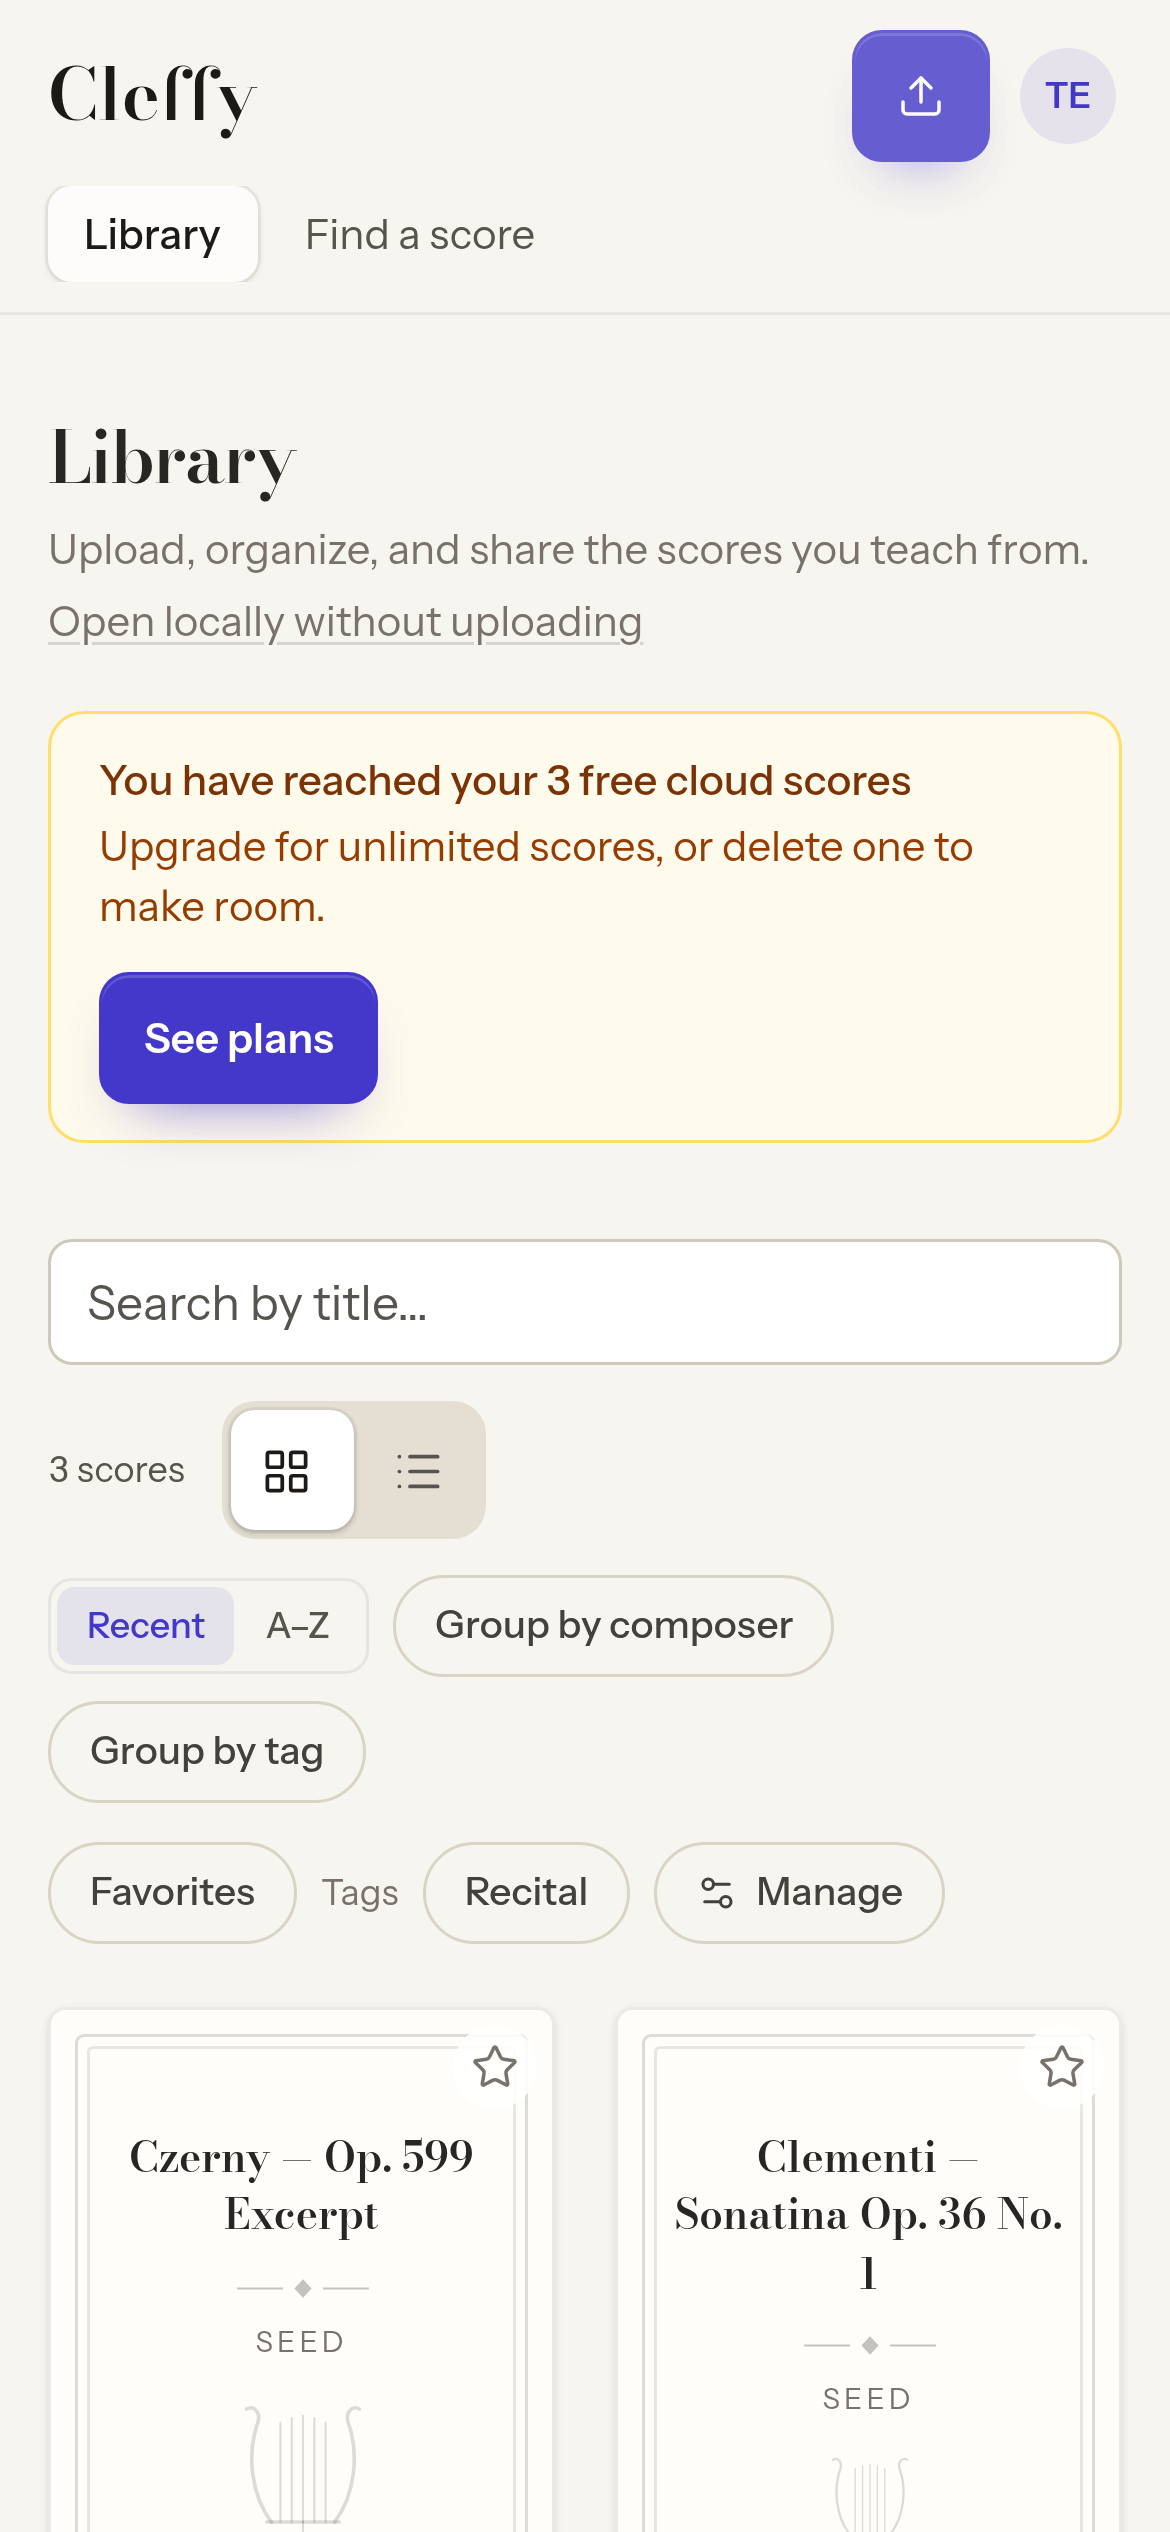 Cleffy
TE
Library
Find a score
Library
Upload, organize, and share the scores you teach from.
Open locally without uploading
You have reached your 3 free cloud scores
Upgrade for unlimited scores, or delete one to
make room.
See plans
Search by title...
3 scores
Recent
A–Z
Group by composer
Group by tag
Favorites
Tags
Recital
Manage
Czerny — Op. 599
Excerpt
SEED
Clementi —
Sonatina Op. 36 No.
1
SEED